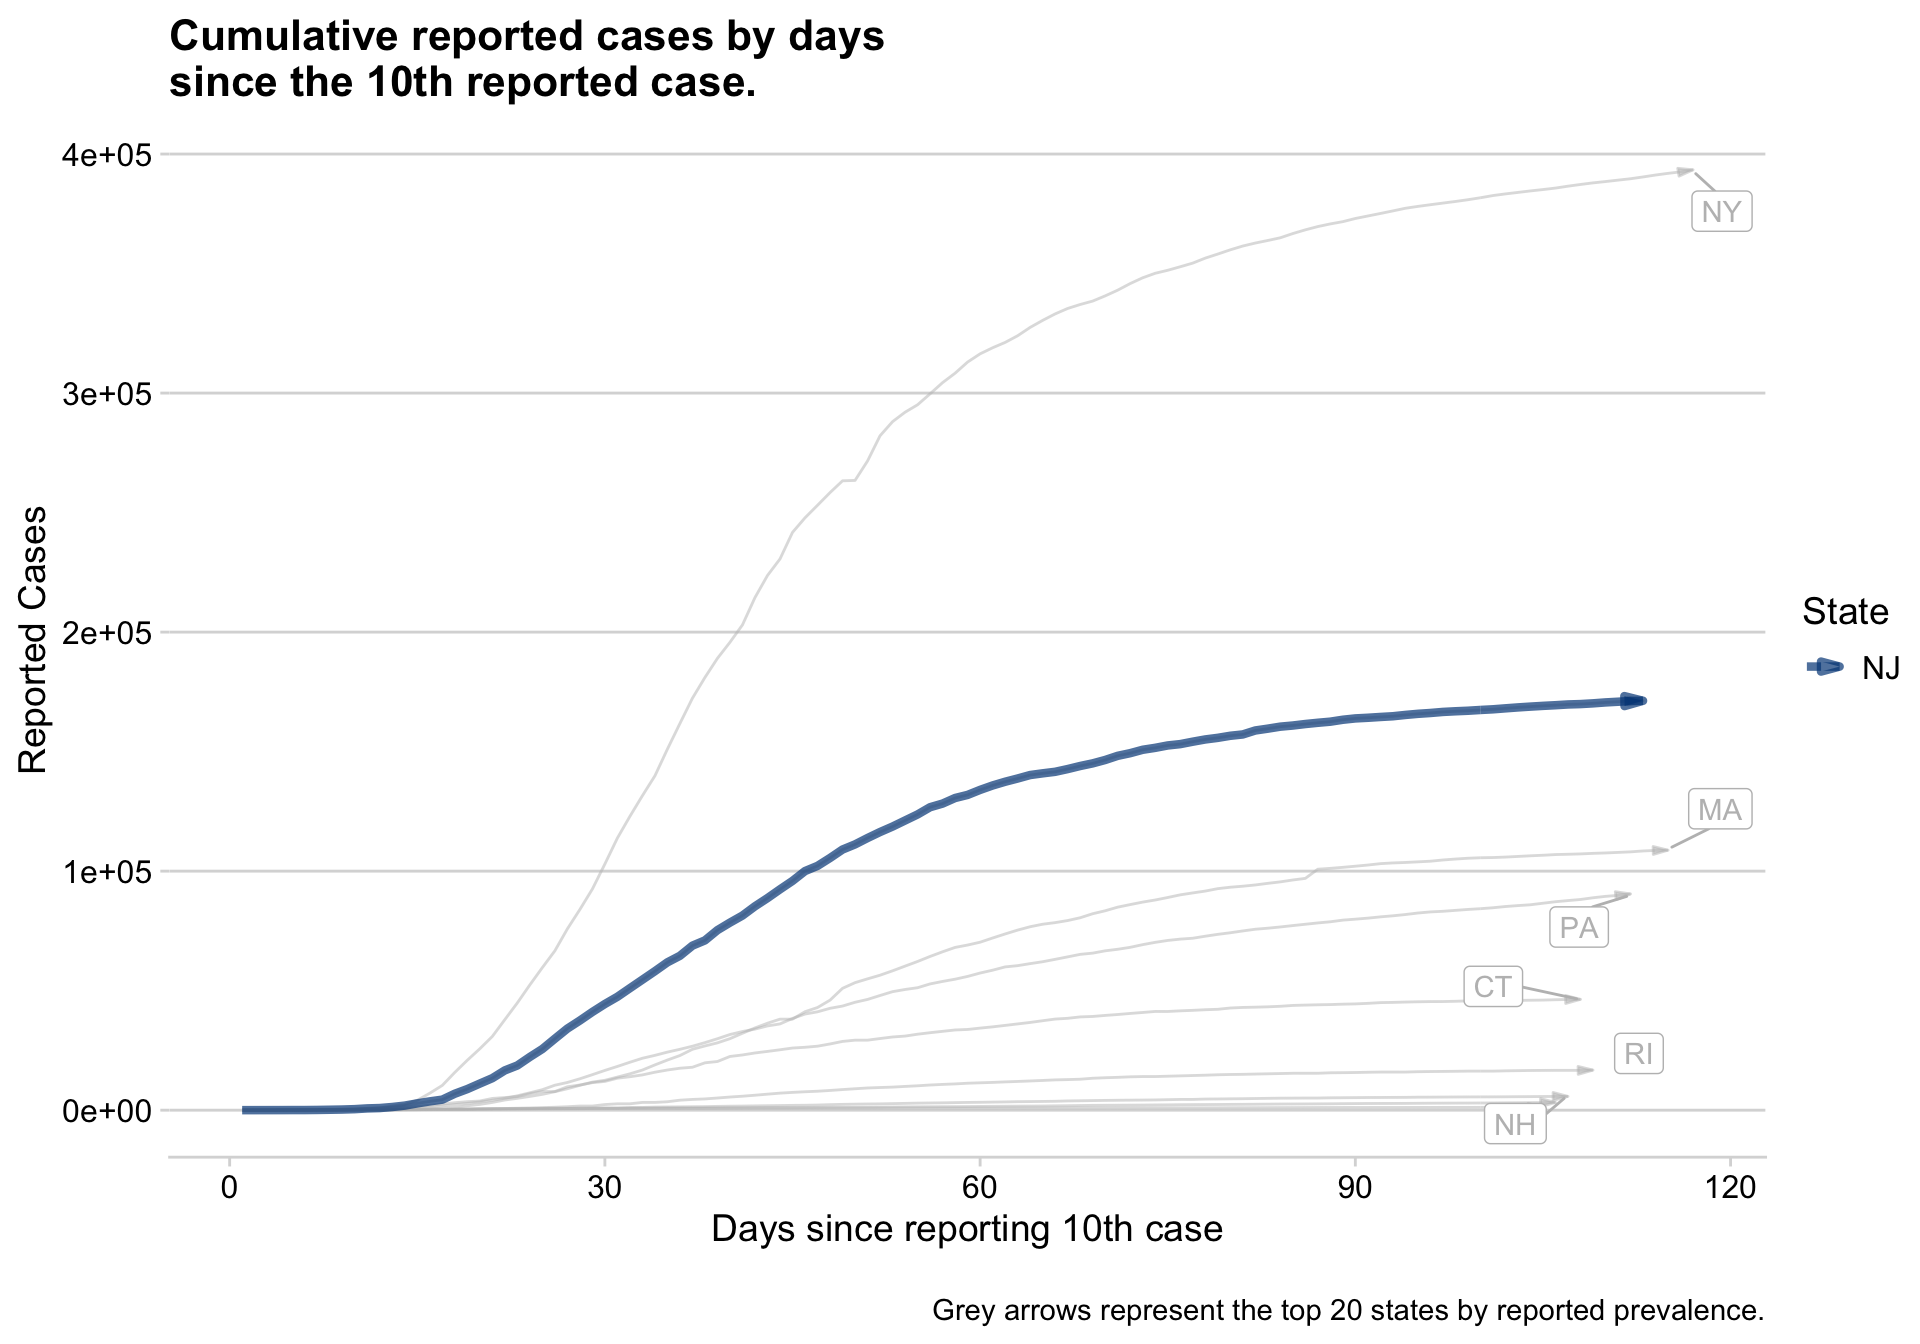 Cumulative reported cases by days
since the 10th reported case.
4e+05
3e+05
2e+05
1e+05
0e+00
Reported Cases
NY
MA
PA
CT
RI
NH
State
NJ
0 30 60 90 120
Days since reporting 10th case
Grey arrows represent the top 20 states by reported prevalence.